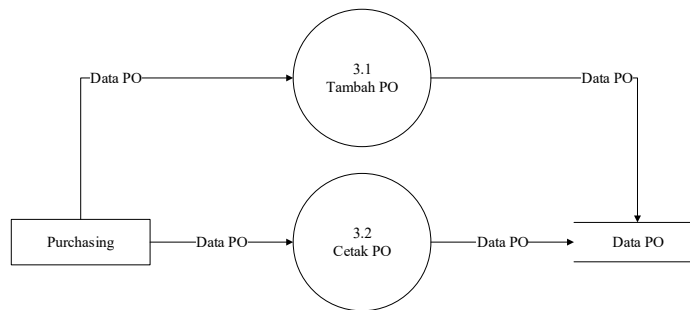 3.1
Tambah PO
Data PO
Data PO
3.2
Cetak PO
Purchasing
Data PO
Data PO
Data PO